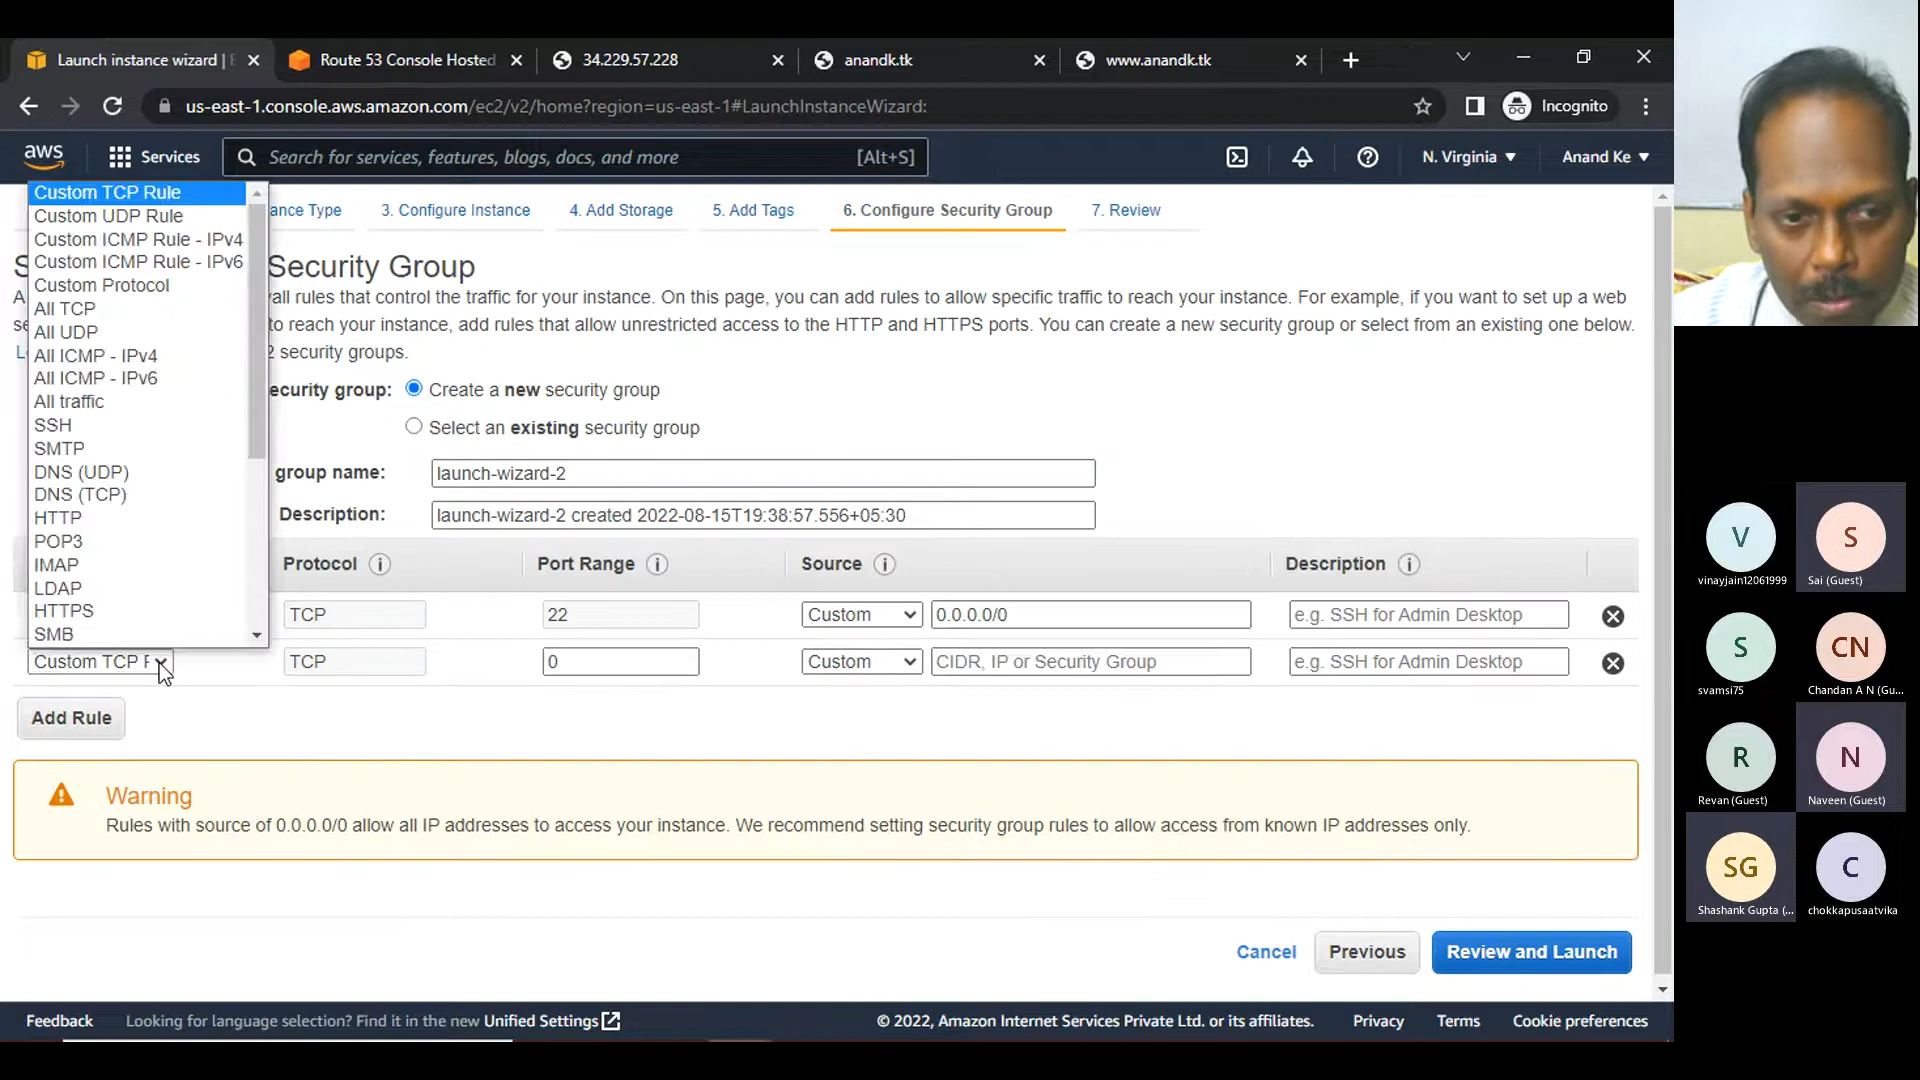 Launch instance wizard | E
Route 53 Console Hosted
34.229.57.228
anandk.tk
www.anandk.tk
us-east-1.console.aws.amazon.com/ec2/v2/home?region=us-east-1#LaunchInstanceWizard:
Incognito
aws
Services
Search for services, features, blogs, docs, and more
[Alt+S]
N. Virginia
Anand Ke
ance Type
3. Configure Instance
4. Add Storage
5. Add Tags
6. Configure Security Group
7. Review
Custom TCP Rule
Custom UDP Rule
Custom ICMP Rule - IPv4
Custom ICMP Rule - IPv6
Custom Protocol
All TCP
All UDP
All ICMP - IPv4
All ICMP - IPv6
All traffic
SSH
SMTP
DNS (UDP)
DNS (TCP)
HTTP
POP3
IMAP
LDAP
HTTPS
SMB
Security Group
all rules that control the traffic for your instance. On this page, you can add rules to allow specific traffic to reach your instance. For example, if you want to set up a web
to reach your instance, add rules that allow unrestricted access to the HTTP and HTTPS ports. You can create a new security group or select from an existing one below.
2 security groups.
ecurity group:
Create a new security group
Select an existing security group
group name:
launch-wizard-2
Description:
launch-wizard-2 created 2022-08-15T19:38:57.556+05:30
Protocol
Port Range
Source
Description
TCP
22
Custom
0.0.0.0/0
e.g. SSH for Admin Desktop
Custom TCP F
TCP
0
Custom
CIDR, IP or Security Group
e.g. SSH for Admin Desktop
Add Rule
Warning
Rules with source of 0.0.0.0/0 allow all IP addresses to access your instance. We recommend setting security group rules to allow access from known IP addresses only.
Cancel
Previous
Review and Launch
Feedback
Looking for language selection? Find it in the new Unified Settings
© 2022, Amazon Internet Services Private Ltd. or its affiliates.
Privacy
Terms
Cookie preferences
V
vinayjain12061999
S
Sai (Guest)
S
svamsi75
CN
Chandan A N (Gu...
R
Revan (Guest)
N
Naveen (Guest)
SG
Shashank Gupta (...
C
chokkapusaatvika